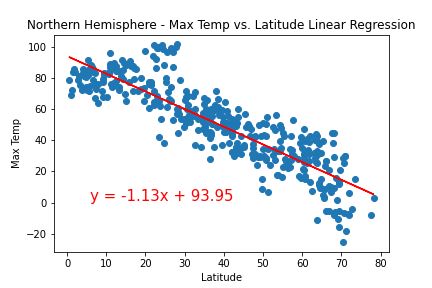 Northern Hemisphere - Max Temp vs. Latitude Linear Regression
100
80
60
40
20
0
−20
Max Temp
y = -1.13x + 93.95
0 10 20 30 40 50 60 70 80
Latitude